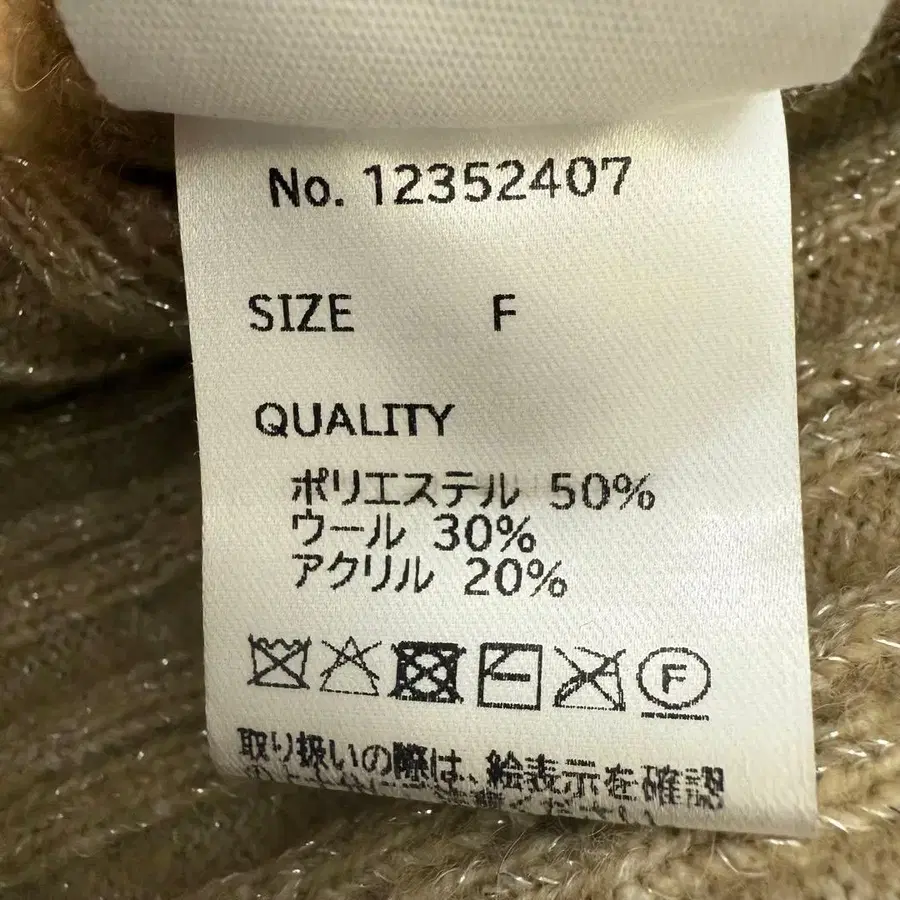 No. 12352407
SIZE F
QUALITY
ポリエステル 50%
ウール 30%
アクリル 20%
F
取り扱いの際は、絵表示を確認